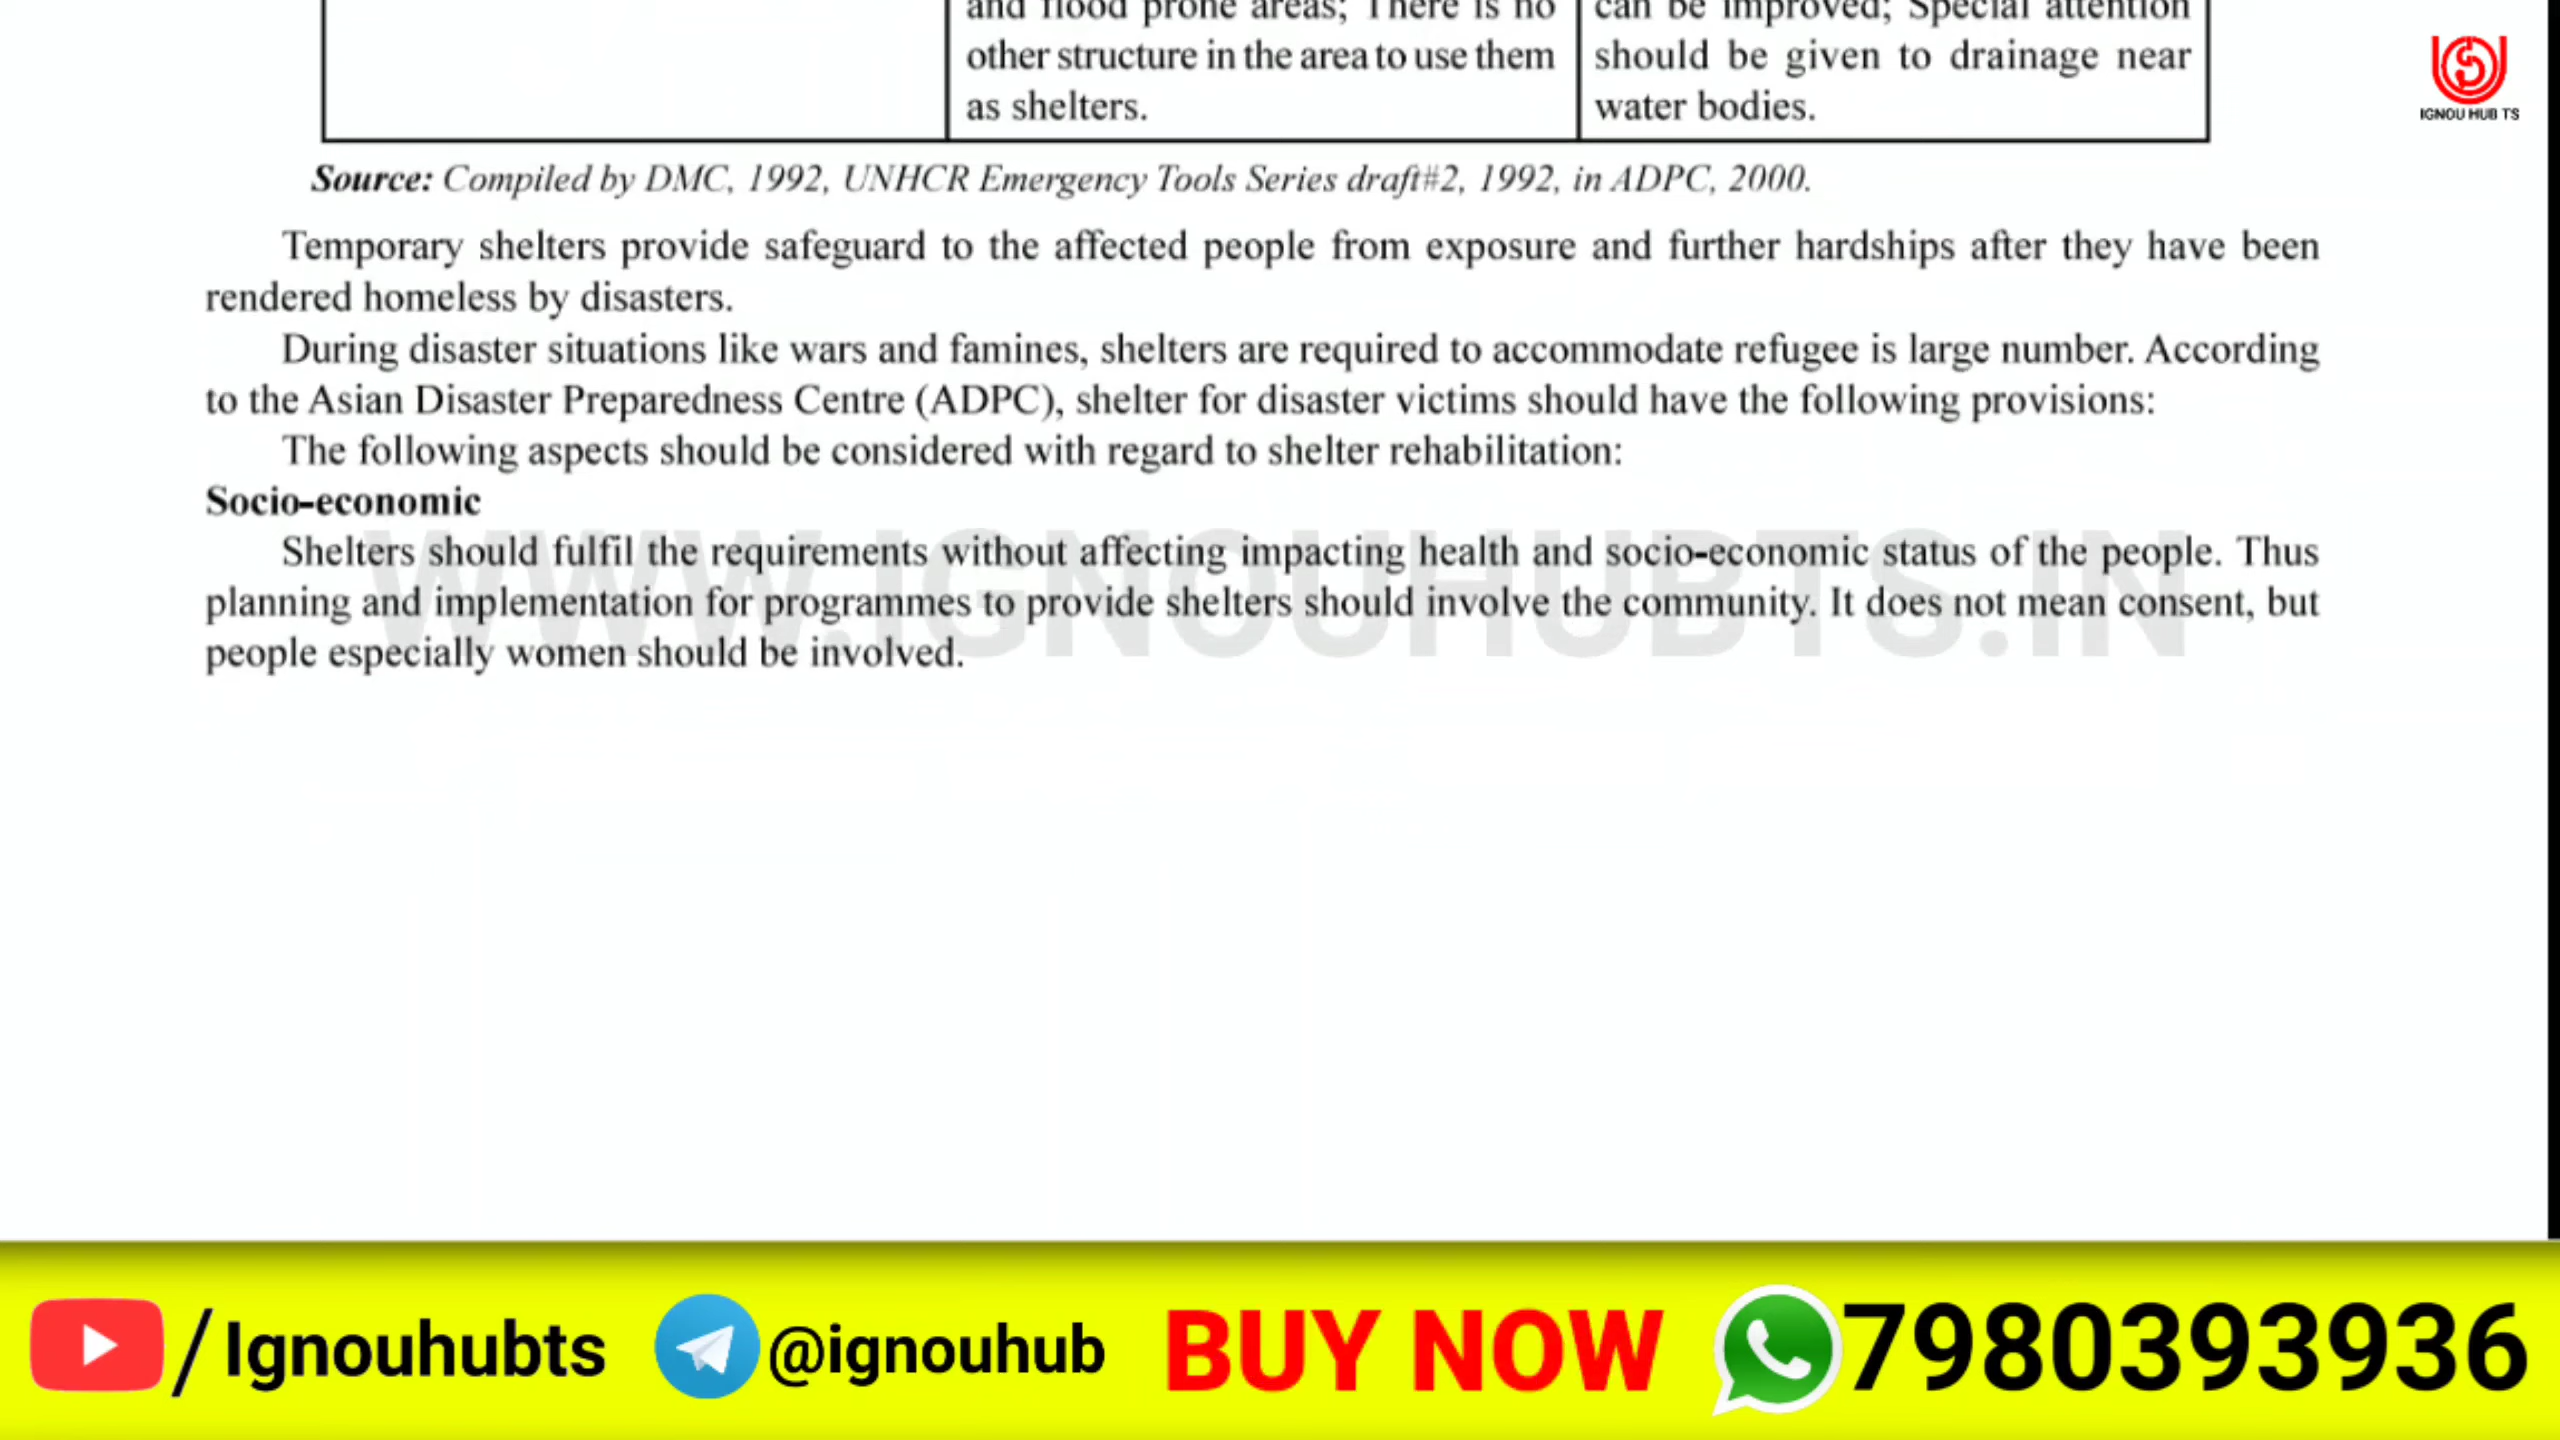 and flood prone areas; There is no
other structure in the area to use them
as shelters.
can be improved; Special attention
should be given to drainage near
water bodies.
IGNOU HUB TS
Source: Compiled by DMC, 1992, UNHCR Emergency Tools Series draft#2, 1992, in ADPC, 2000.
Temporary shelters provide safeguard to the affected people from exposure and further hardships after they have been
rendered homeless by disasters.
During disaster situations like wars and famines, shelters are required to accommodate refugee is large number. According
to the Asian Disaster Preparedness Centre (ADPC), shelter for disaster victims should have the following provisions:
The following aspects should be considered with regard to shelter rehabilitation:
Socio-economic
Shelters should fulfil the requirements without affecting impacting health and socio-economic status of the people. Thus
planning and implementation for programmes to provide shelters should involve the community. It does not mean consent, but
people especially women should be involved.
WWW.IGNOUHUBTS.IN
/Ignouhubts @ignouhub BUY NOW 7980393936